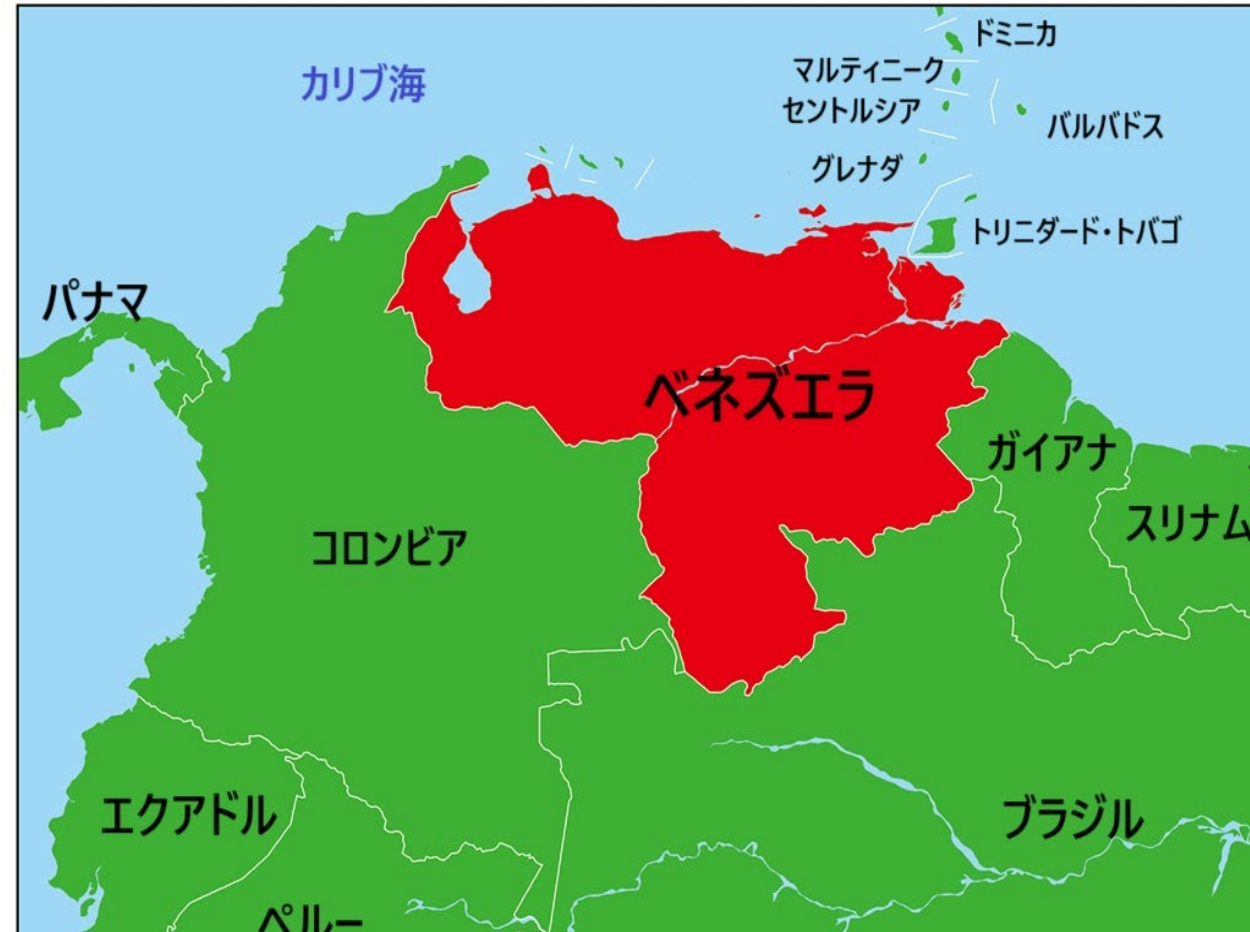 ドミニカ
カリブ海
マルティニーク
セントルシア
バルバドス
グレナダ
トリニダード・トバゴ
パナマ
ベネズエラ
ガイアナ
スリナム
コロンビア
エクアドル
ブラジル
ペルー